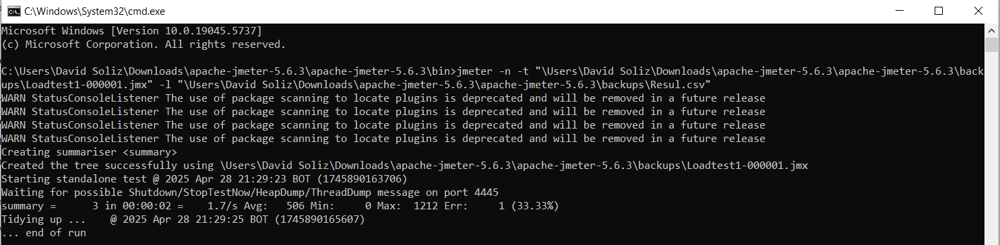 C:\Windows\System32\cmd.exe
Microsoft Windows [Version 10.0.19045.5737]
(c) Microsoft Corporation. All rights reserved.
C:\Users\David Soliz\Downloads\apache-jmeter-5.6.3\apache-jmeter-5.6.3\bin>jmeter -n -t "\Users\David Soliz\Downloads\apache-jmeter-5.6.3\apache-jmeter-5.6.3\back
ups\Loadtest1-000001.jmx" -l "\Users\David Soliz\Downloads\apache-jmeter-5.6.3\apache-jmeter-5.6.3\backups\Resul.csv"
WARN StatusConsoleListener The use of package scanning to locate plugins is deprecated and will be removed in a future release
WARN StatusConsoleListener The use of package scanning to locate plugins is deprecated and will be removed in a future release
WARN StatusConsoleListener The use of package scanning to locate plugins is deprecated and will be removed in a future release
WARN StatusConsoleListener The use of package scanning to locate plugins is deprecated and will be removed in a future release
Creating summariser <summary>
Created the tree successfully using \Users\David Soliz\Downloads\apache-jmeter-5.6.3\apache-jmeter-5.6.3\backups\Loadtest1-000001.jmx
Starting standalone test @ 2025 Apr 28 21:29:23 BOT (1745890163706)
Waiting for possible Shutdown/StopTestNow/HeapDump/ThreadDump message on port 4445
summary =      3 in 00:00:02 =    1.7/s Avg:   506 Min:     0 Max:  1212 Err:     1 (33.33%)
Tidying up ...    @ 2025 Apr 28 21:29:25 BOT (1745890165607)
... end of run